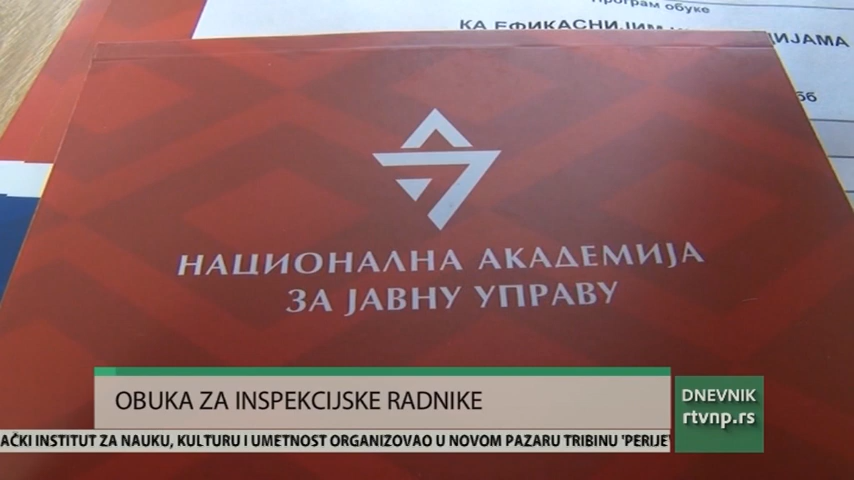 Програм обуке
КА ЕФИКАСНИЈИМ
НАЦИОНАЛНА АКАДЕМИЈА
ЗА ЈАВНУ УПРАВУ
OBUKA ZA INSPEKCIJSKE RADNIKE
DNEVNIK
rtvnp.rs
INSTITUT ZA NAUKU, KULTURU I UMETNOST ORGANIZOVAO U NOVOM PAZARU TRIBINU